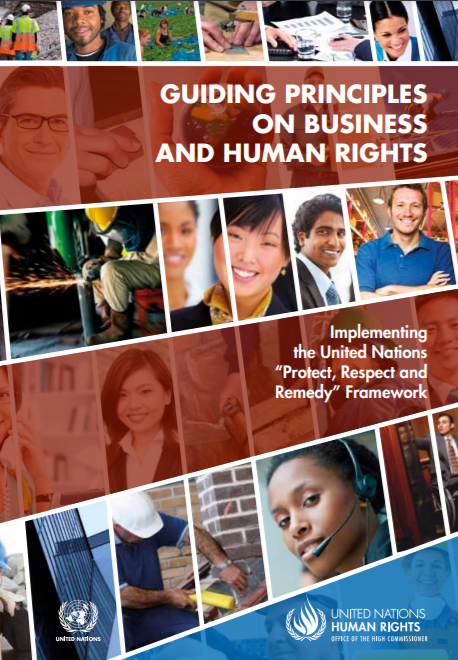 GUIDING PRINCIPLES
ON BUSINESS
AND HUMAN RIGHTS
Implementing
the United Nations
“Protect, Respect and
Remedy” Framework
UNITED NATIONS
UNITED NATIONS
HUMAN RIGHTS
OFFICE OF THE HIGH COMMISSIONER